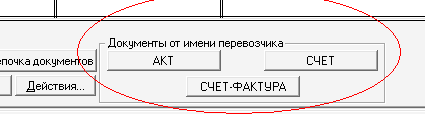 Документы от имени перевозчика
епочка документов
АКТ
СЧЕТ
Действия...
СЧЕТ-ФАКТУРА